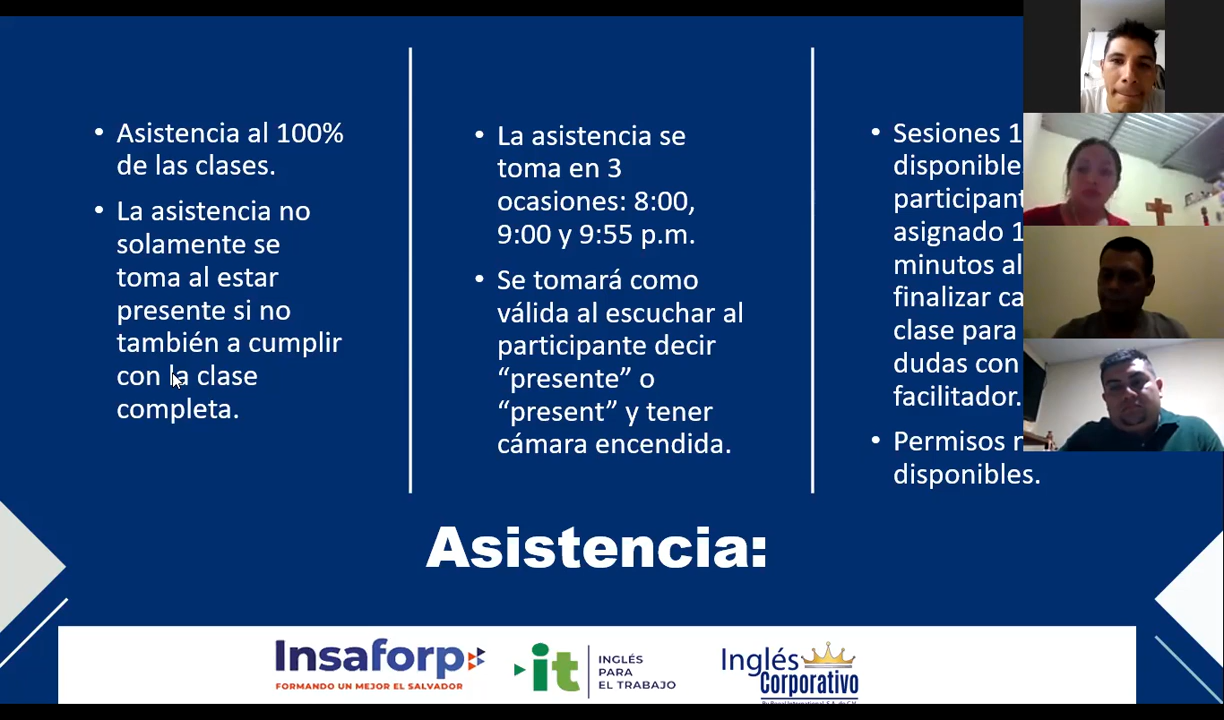 • Asistencia al 100%
de las clases.
• La asistencia no
solamente se
toma al estar
presente si no
también a cumplir
con la clase
completa.
• La asistencia se
toma en 3
ocasiones: 8:00,
9:00 y 9:55 p.m.
• Se tomará como
válida al escuchar al
participante decir
“presente” o
“present” y tener
cámara encendida.
• Sesiones
disponible
participant
asignado
minutos al
finalizar ca
clase para
dudas con
facilitador.
• Permisos
disponibles.
Asistencia:
Insaforp
FORMANDO UN MEJOR EL SALVADOR
it
INGLÉS
PARA
EL TRABAJO
Inglés
Corporativo